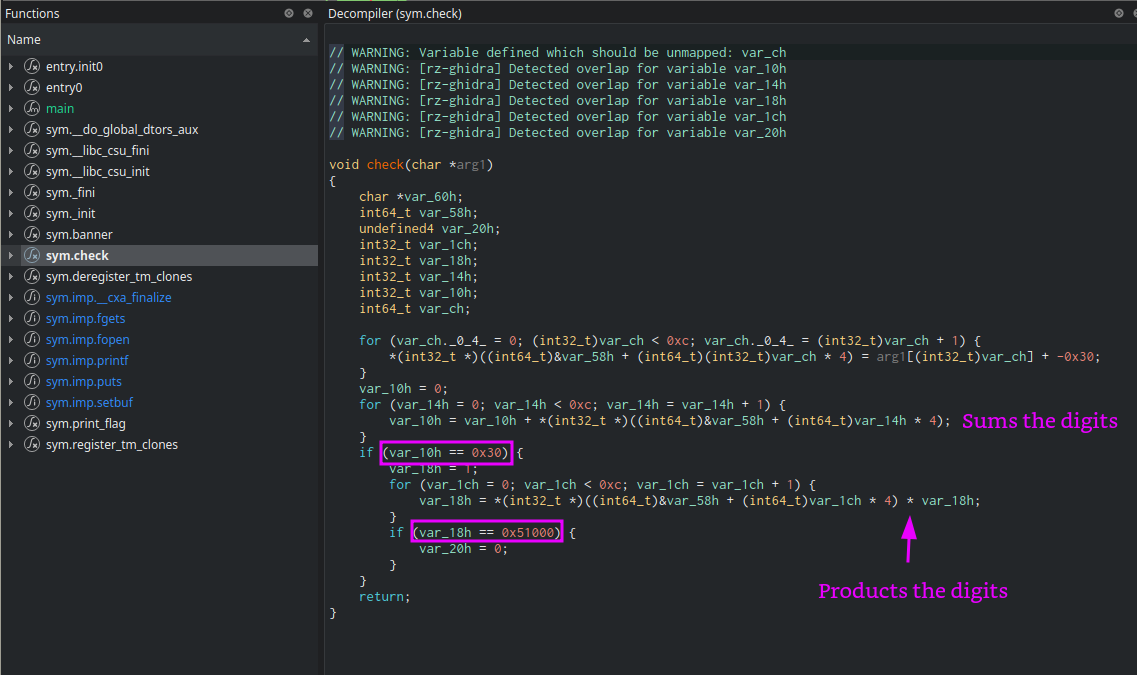 Functions
Name
entry.init0
entry0
main
sym.__do_global_dtors_aux
sym.__libc_csu_fini
sym.__libc_csu_init
sym._fini
sym._init
sym.banner
sym.check
sym.deregister_tm_clones
sym.imp.__cxa_finalize
sym.imp.fgets
sym.imp.fopen
sym.imp.printf
sym.imp.puts
sym.imp.setbuf
sym.print_flag
sym.register_tm_clones
Decompiler (sym.check)
// WARNING: Variable defined which should be unmapped: var_ch
// WARNING: [rz-ghidra] Detected overlap for variable var_10h
// WARNING: [rz-ghidra] Detected overlap for variable var_14h
// WARNING: [rz-ghidra] Detected overlap for variable var_18h
// WARNING: [rz-ghidra] Detected overlap for variable var_1ch
// WARNING: [rz-ghidra] Detected overlap for variable var_20h
void check(char *arg1)
{
char *var_60h;
int64_t var_58h;
undefined4 var_20h;
int32_t var_1ch;
int32_t var_18h;
int32_t var_14h;
int32_t var_10h;
int64_t var_ch;
for (var_ch._0_4_ = 0; (int32_t)var_ch < 0xc; var_ch._0_4_ = (int32_t)var_ch + 1) {
*(int32_t *)((int64_t)&var_58h + (int64_t)(int32_t)var_ch * 4) = arg1[(int32_t)var_ch] + -0x30;
}
var_10h = 0;
for (var_14h = 0; var_14h < 0xc; var_14h = var_14h + 1) {
var_10h = var_10h + *(int32_t *)((int64_t)&var_58h + (int64_t)var_14h * 4); Sums the digits
}
if (var_10h == 0x30) {
var_18h = 1;
for (var_1ch = 0; var_1ch < 0xc; var_1ch = var_1ch + 1) {
var_18h = *(int32_t *)((int64_t)&var_58h + (int64_t)var_1ch * 4) * var_18h;
}
if (var_18h == 0x51000) {
var_20h = 0;
}
}
Products the digits
return;
}